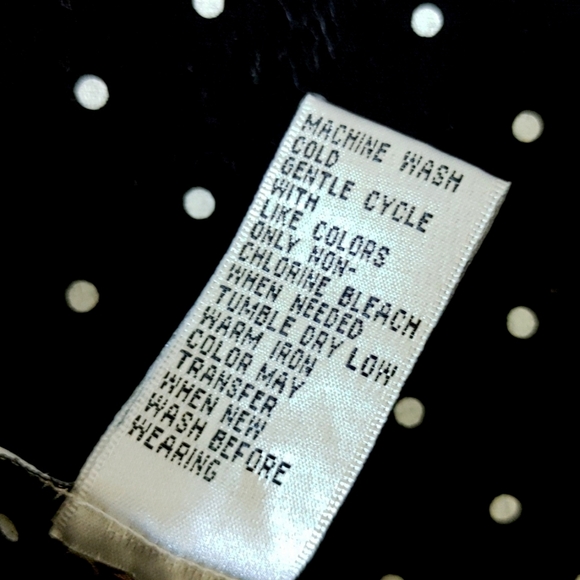 MACHINE WASH
COLD
GENTLE CYCLE
WITH
LIKE COLORS
ONLY NON-
CHLORINE BLEACH
WHEN NEEDED
TUMBLE DRY LOW
WARM IRON
COLOR MAY
TRANSFER
WHEN NEW
WASH BEFORE
WEARING